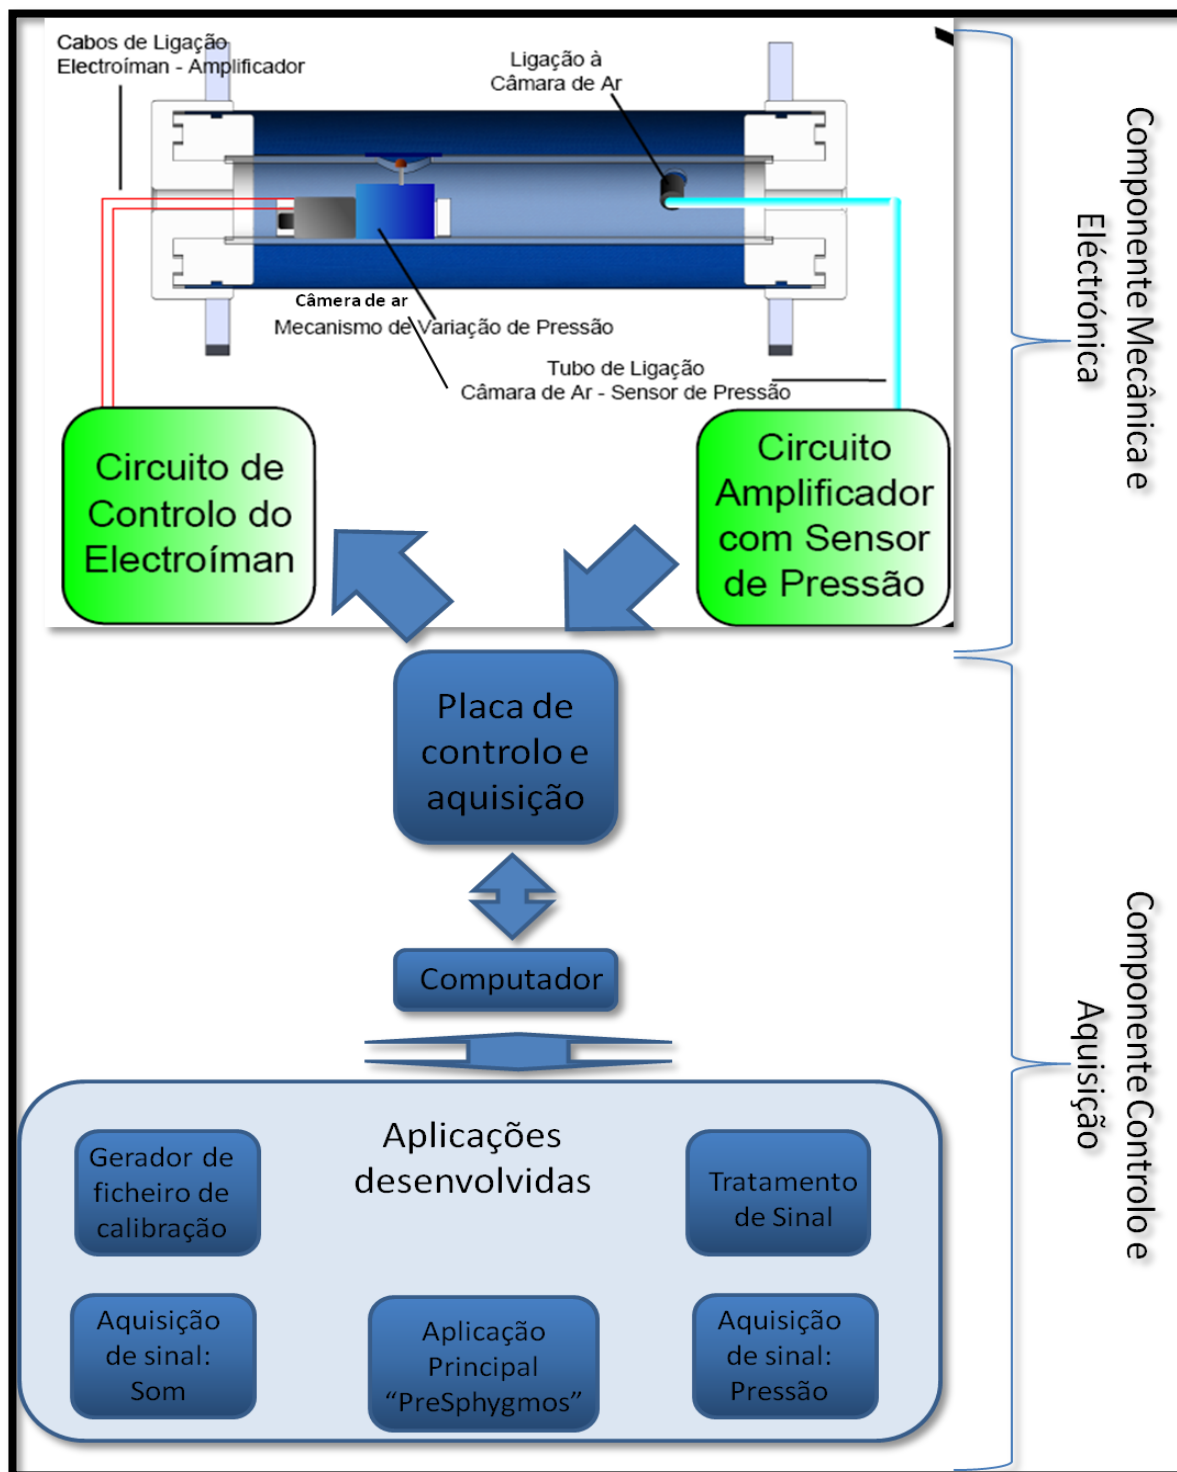 Cabos de Ligação
Electroíman - Amplificador
Ligação à
Câmara de Ar
Câmera de ar
Mecanismo de Variação de Pressão
Tubo de Ligação
Câmara de Ar - Sensor de Pressão
Circuito de
Controlo do
Electroíman
Circuito
Amplificador
com Sensor
de Pressão
Componente Mecânica e
Eléctrónica
Placa de
controlo e
aquisição
Computador
Componente Controlo e
Aquisição
Aplicações
desenvolvidas
Gerador de
ficheiro de
calibração
Tratamento
de Sinal
Aquisição
de sinal:
Som
Aplicação
Principal
“PreSphygmos”
Aquisição
de sinal:
Pressão